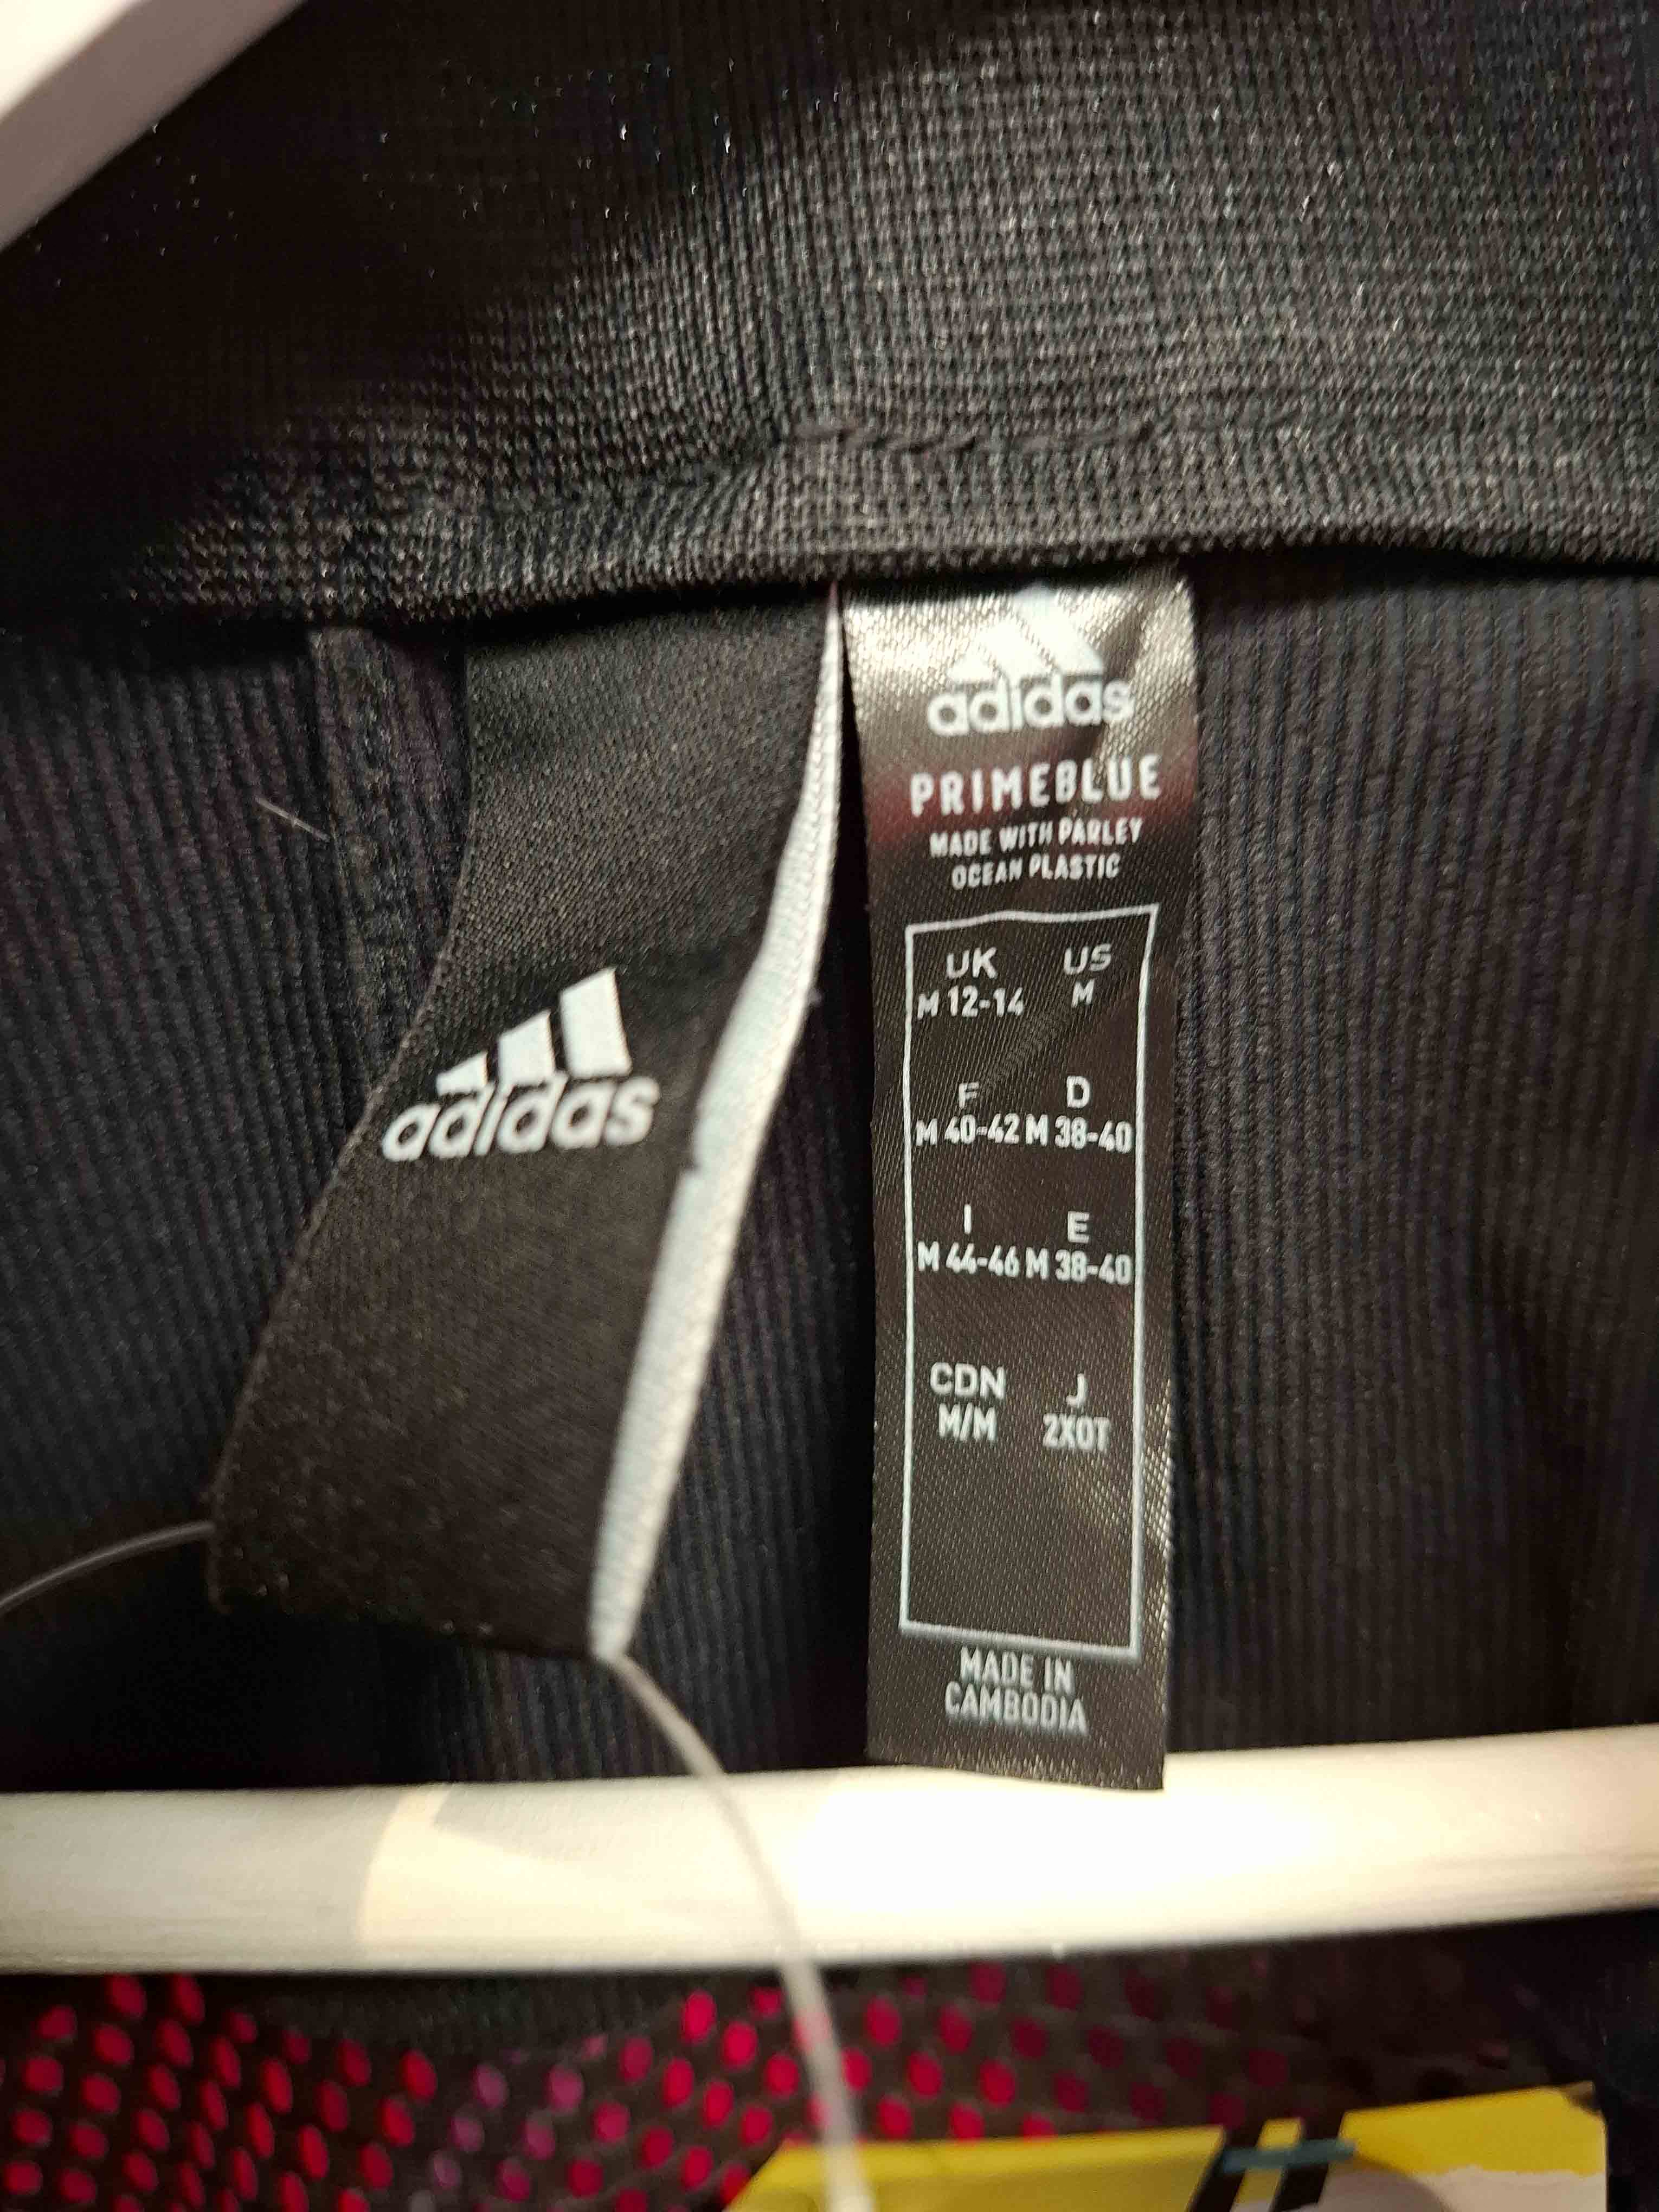 adidas
adidas
PRIMEBLUE
MADE WITH PARLEY
OCEAN PLASTIC
UK US
M 12-14 M
F D
M 40-42 M 38-40
I E
M 44-46 M 38-40
CDN J
M/M 2XOT
MADE IN
CAMBODIA